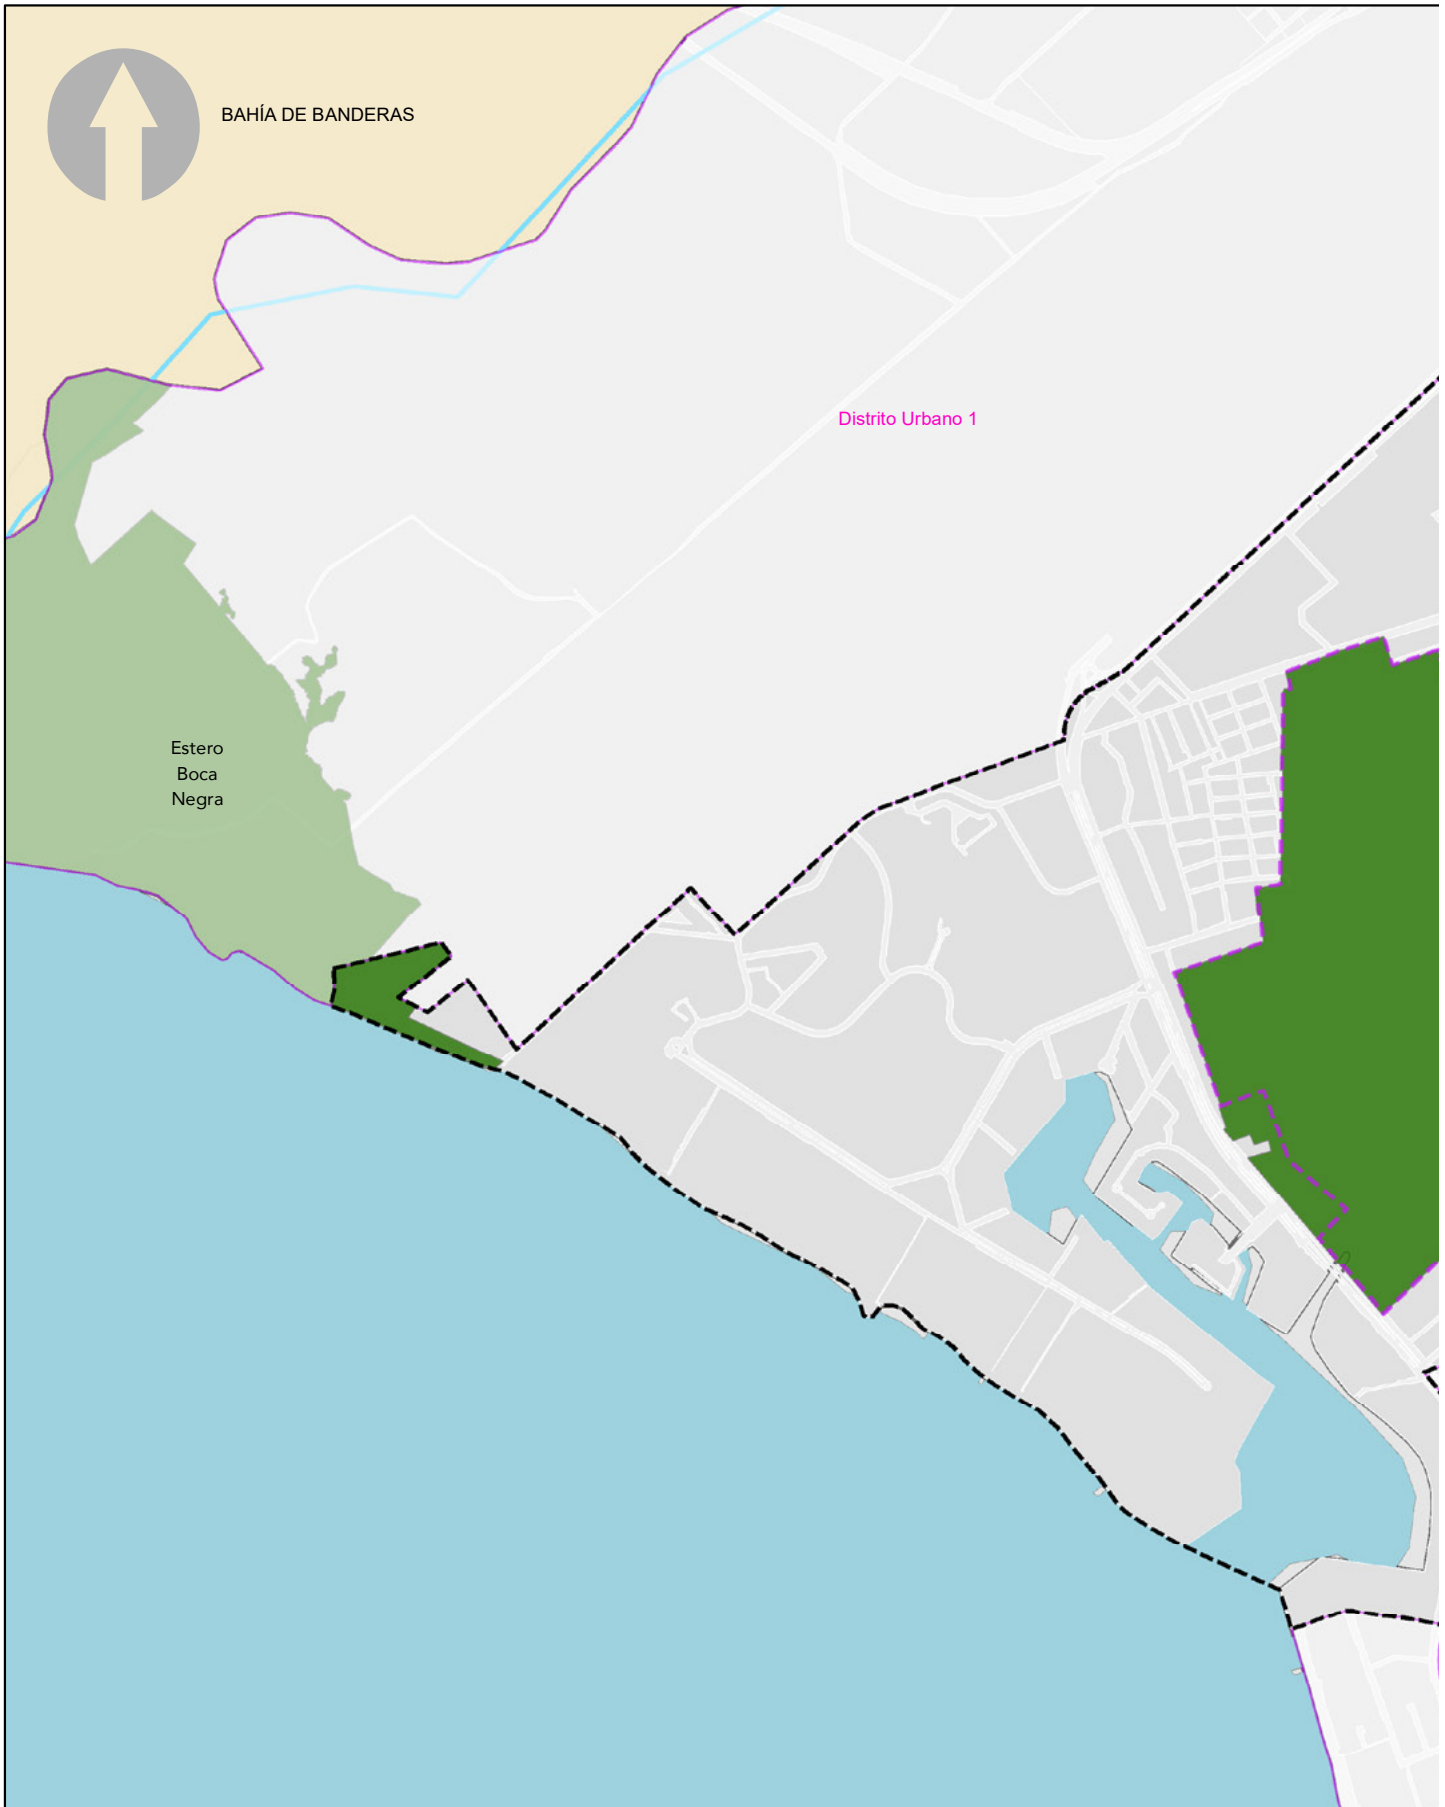 BAHÍA DE BANDERAS
Distrito Urbano 1
Estero
Boca
Negra